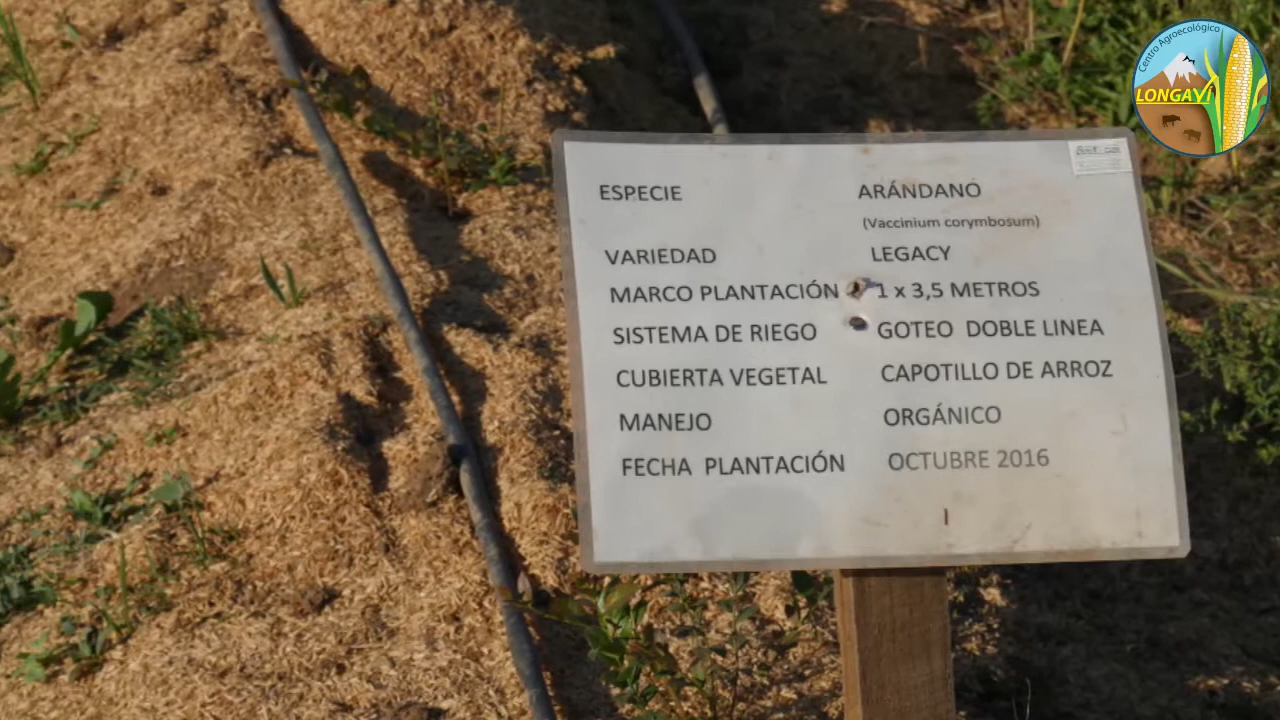 Centro Agroecológico
LONGAVÍ
ESPECIE ARÁNDANO
(Vaccinium corymbosum)
VARIEDAD LEGACY
MARCO PLANTACIÓN 1 x 3,5 METROS
SISTEMA DE RIEGO GOTEO DOBLE LINEA
CUBIERTA VEGETAL CAPOTILLO DE ARROZ
MANEJO ORGÁNICO
FECHA PLANTACIÓN OCTUBRE 2016